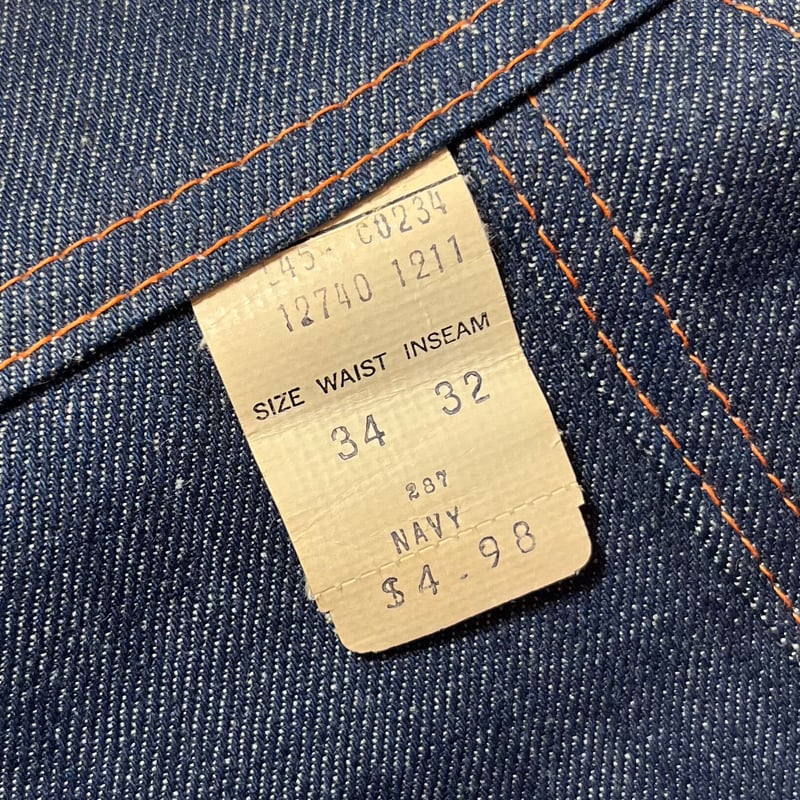 C0234
12740 1211
SIZE WAIST INSEAM
34 32
287
NAVY
$4.98